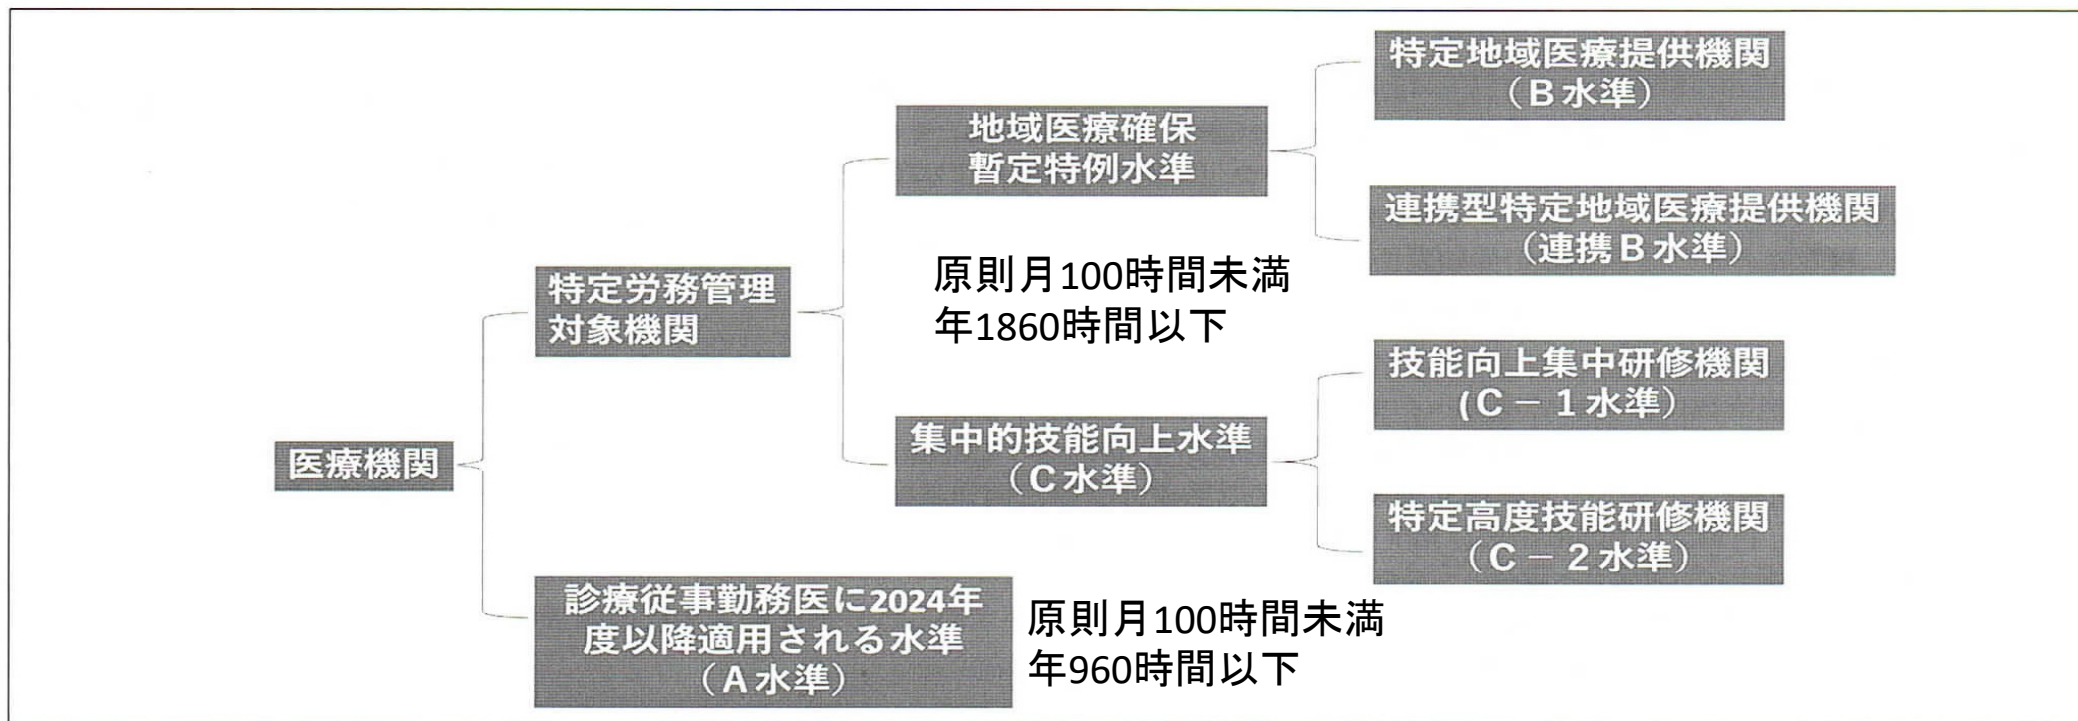 特定地域医療提供機関
（B水準）
地域医療確保
暫定特例水準
連携型特定地域医療提供機関
（連携B水準）
原則月100時間未満
年1860時間以下
特定労務管理
対象機関
技能向上集中研修機関
(C－1水準）
集中的技能向上水準
（C水準）
医療機関
特定高度技能研修機関
（C－2水準）
診療従事勤務医に2024年
度以降適用される水準
（A水準）
原則月100時間未満
年960時間以下